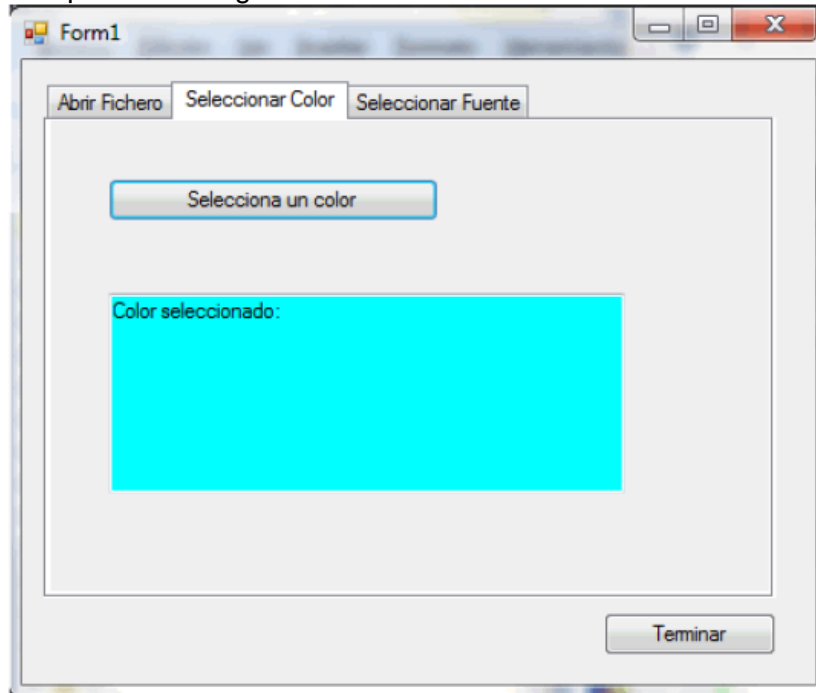 Form1
Abrir Fichero Seleccionar Color Seleccionar Fuente
Selecciona un color
Color seleccionado:
Terminar